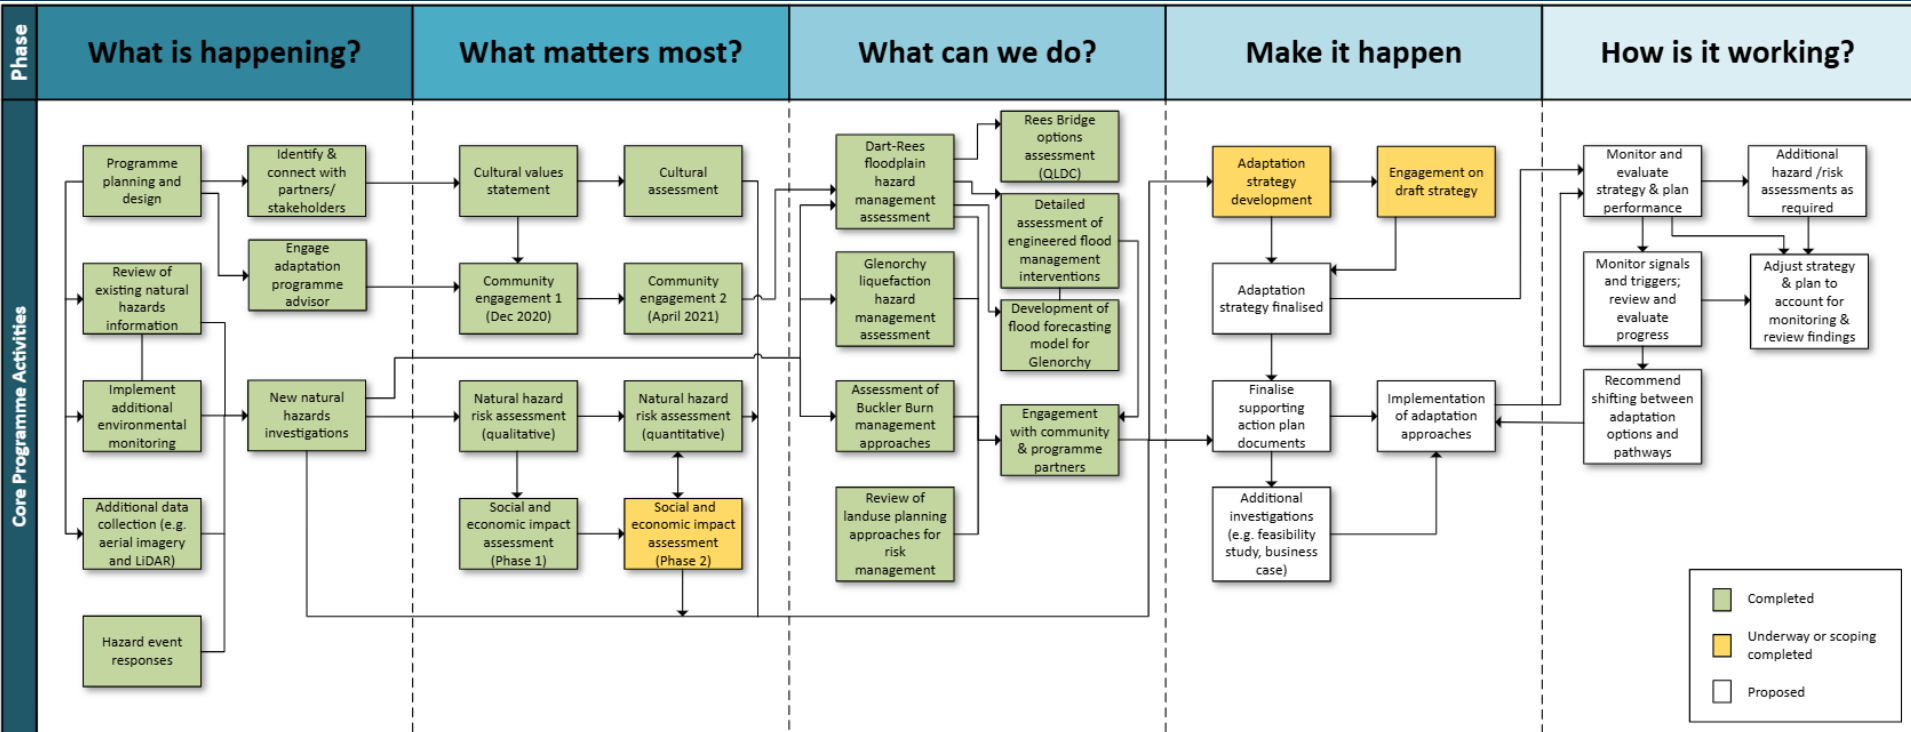 Phase
What is happening?
What matters most?
What can we do?
Make it happen
How is it working?
Core Programme Activities
Programme
planning and
design
Identify &
connect with
partners/
stakeholders
Engage
adaptation
programme
advisor
Review of
existing natural
hazards
information
Implement
additional
environmental
monitoring
New natural
hazards
investigations
Additional data
collection (e.g.
aerial imagery
and LiDAR)
Hazard event
responses
Cultural values
statement
Cultural
assessment
Community
engagement 1
(Dec 2020)
Community
engagement 2
(April 2021)
Natural hazard
risk assessment
(qualitative)
Natural hazard
risk assessment
(quantitative)
Social and
economic impact
assessment
(Phase 1)
Social and
economic impact
assessment
(Phase 2)
Dart-Rees
floodplain
hazard
management
assessment
Rees Bridge
options
assessment
(QLDC)
Detailed
assessment of
engineered flood
management
interventions
Glenorchy
liquefaction
hazard
management
assessment
Development of
flood forecasting
model for
Glenorchy
Assessment of
Buckler Burn
management
approaches
Engagement
with community
& programme
partners
Review of
landuse planning
approaches for
risk
management
Adaptation
strategy
development
Engagement on
draft strategy
Adaptation
strategy finalised
Finalise
supporting
action plan
documents
Implementation
of adaptation
approaches
Additional
investigations
(e.g. feasibility
study, business
case)
Monitor and
evaluate
strategy & plan
performance
Additional
hazard /risk
assessments as
required
Monitor signals
and triggers;
review and
evaluate
progress
Adjust strategy
& plan to
account for
monitoring &
review findings
Recommend
shifting between
adaptation
options and
pathways
Completed
Underway or scoping
completed
Proposed